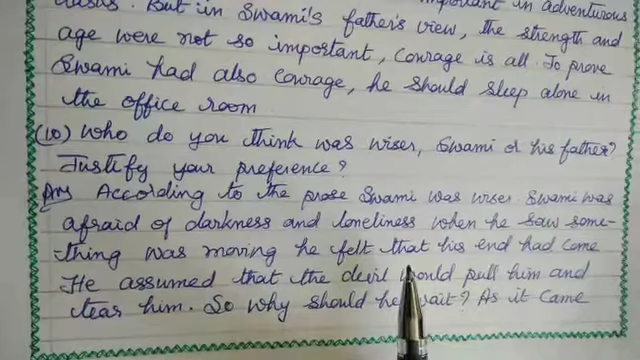 important in adventurous
. But in Swami's father's view, the strength and
age were not so important, Courage is all. To prove
Swami had also courage, he should sleep alone in
the office room
(10) Who do you think was wiser, Swami or his father?
Justify your preference?
Ans According to the prose Swami was wiser. Swami was
afraid of darkness and loneliness when he saw some-
thing was moving he felt that his end had come
He assumed that the devil would pull him and
tear him. So why should he wait? As it came